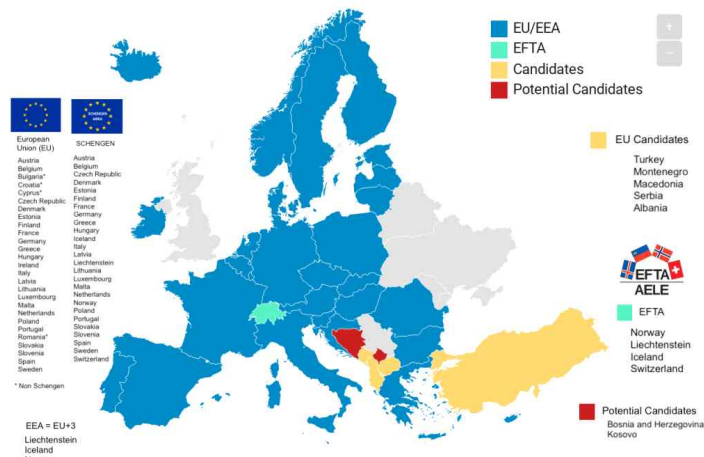 EU/EEA
EFTA
Candidates
Potential Candidates
+
−
European
Union (EU)
Austria
Belgium
Bulgaria*
Croatia*
Cyprus*
Czech Republic
Denmark
Estonia
Finland
France
Germany
Greece
Hungary
Ireland
Italy
Latvia
Lithuania
Luxembourg
Malta
Netherlands
Poland
Portugal
Romania*
Slovakia
Slovenia
Spain
Sweden
* Non Schengen
SCHENGEN
AREA
SCHENGEN
Austria
Belgium
Czech Republic
Denmark
Estonia
Finland
France
Germany
Greece
Hungary
Iceland
Italy
Latvia
Liechtenstein
Lithuania
Luxembourg
Malta
Netherlands
Norway
Poland
Portugal
Slovakia
Slovenia
Spain
Sweden
Switzerland
EEA = EU+3
Liechtenstein
Iceland
EU Candidates
Turkey
Montenegro
Macedonia
Serbia
Albania
EFTA
AELE
EFTA
Norway
Liechtenstein
Iceland
Switzerland
Potential Candidates
Bosnia and Herzegovina
Kosovo